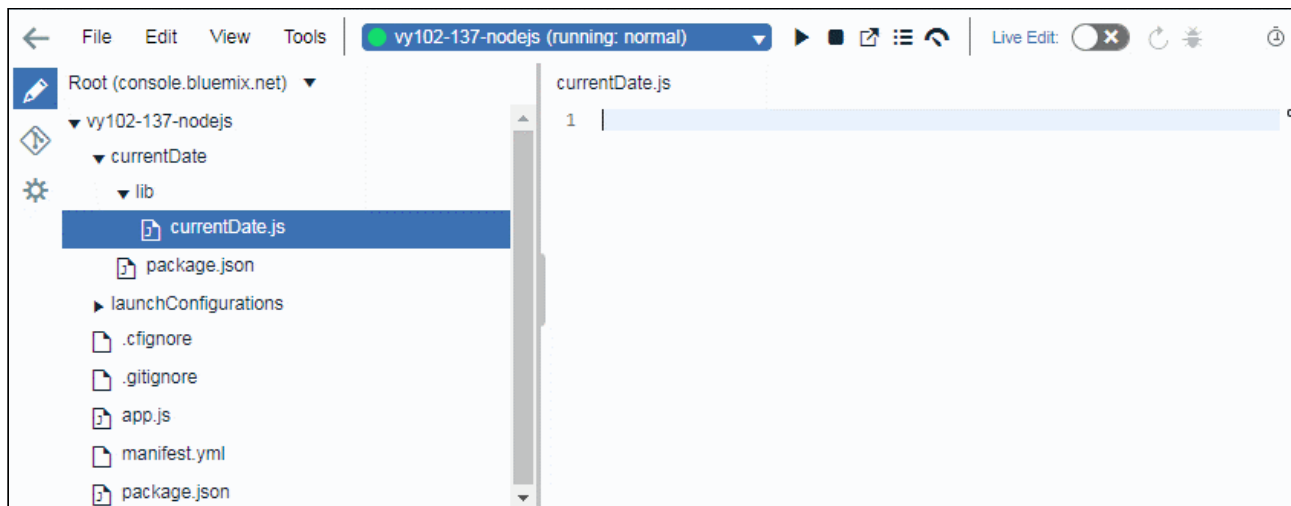 File Edit View Tools vy102-137-nodejs (running: normal) Live Edit:
Root (console.bluemix.net)
currentDate.js
vy102-137-nodejs
1
currentDate
lib
currentDate.js
package.json
launchConfigurations
.cfignore
.gitignore
app.js
manifest.yml
package.json